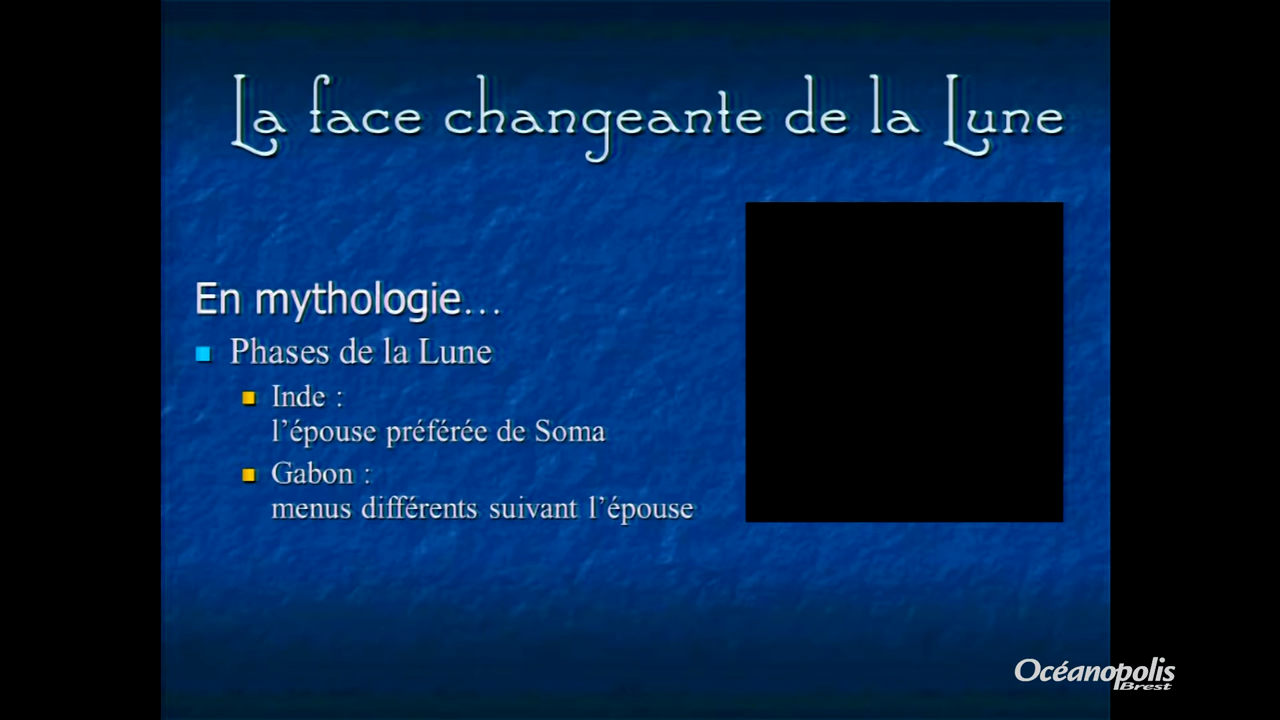 La face changeante de la Lune
En mythologie…
Phases de la Lune
Inde :
l’épouse préférée de Soma
Gabon :
menus différents suivant l’épouse
Océanopolis
Brest